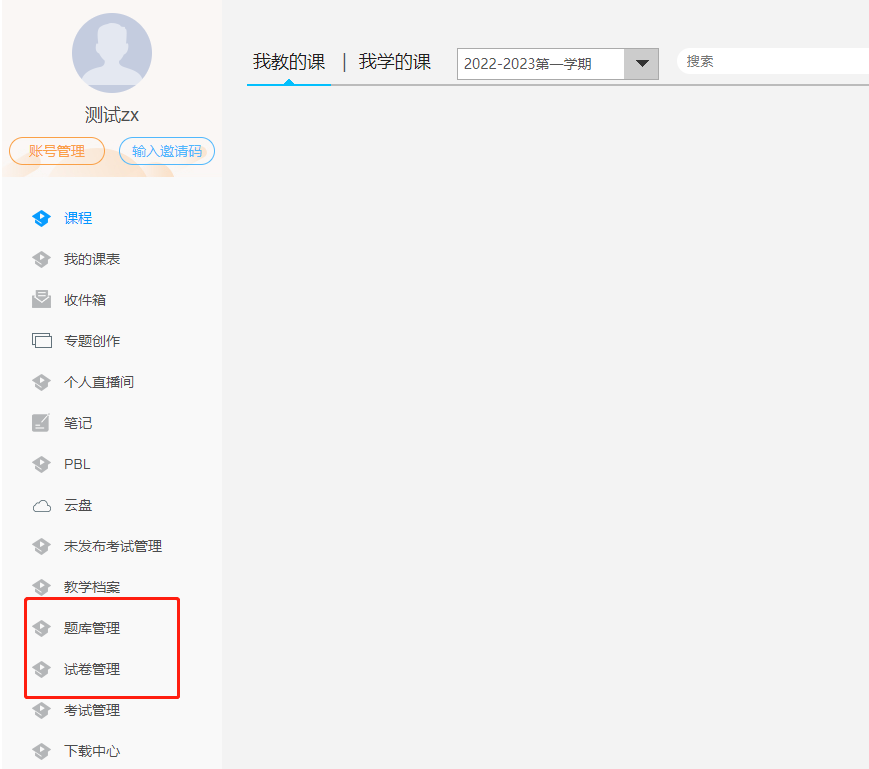 测试zx
账号管理 输入邀请码
课程
我的课表
收件箱
专题创作
个人直播间
笔记
PBL
云盘
未发布考试管理
教学档案
题库管理
试卷管理
考试管理
下载中心
我教的课 | 我学的课 2022-2023第一学期 搜索